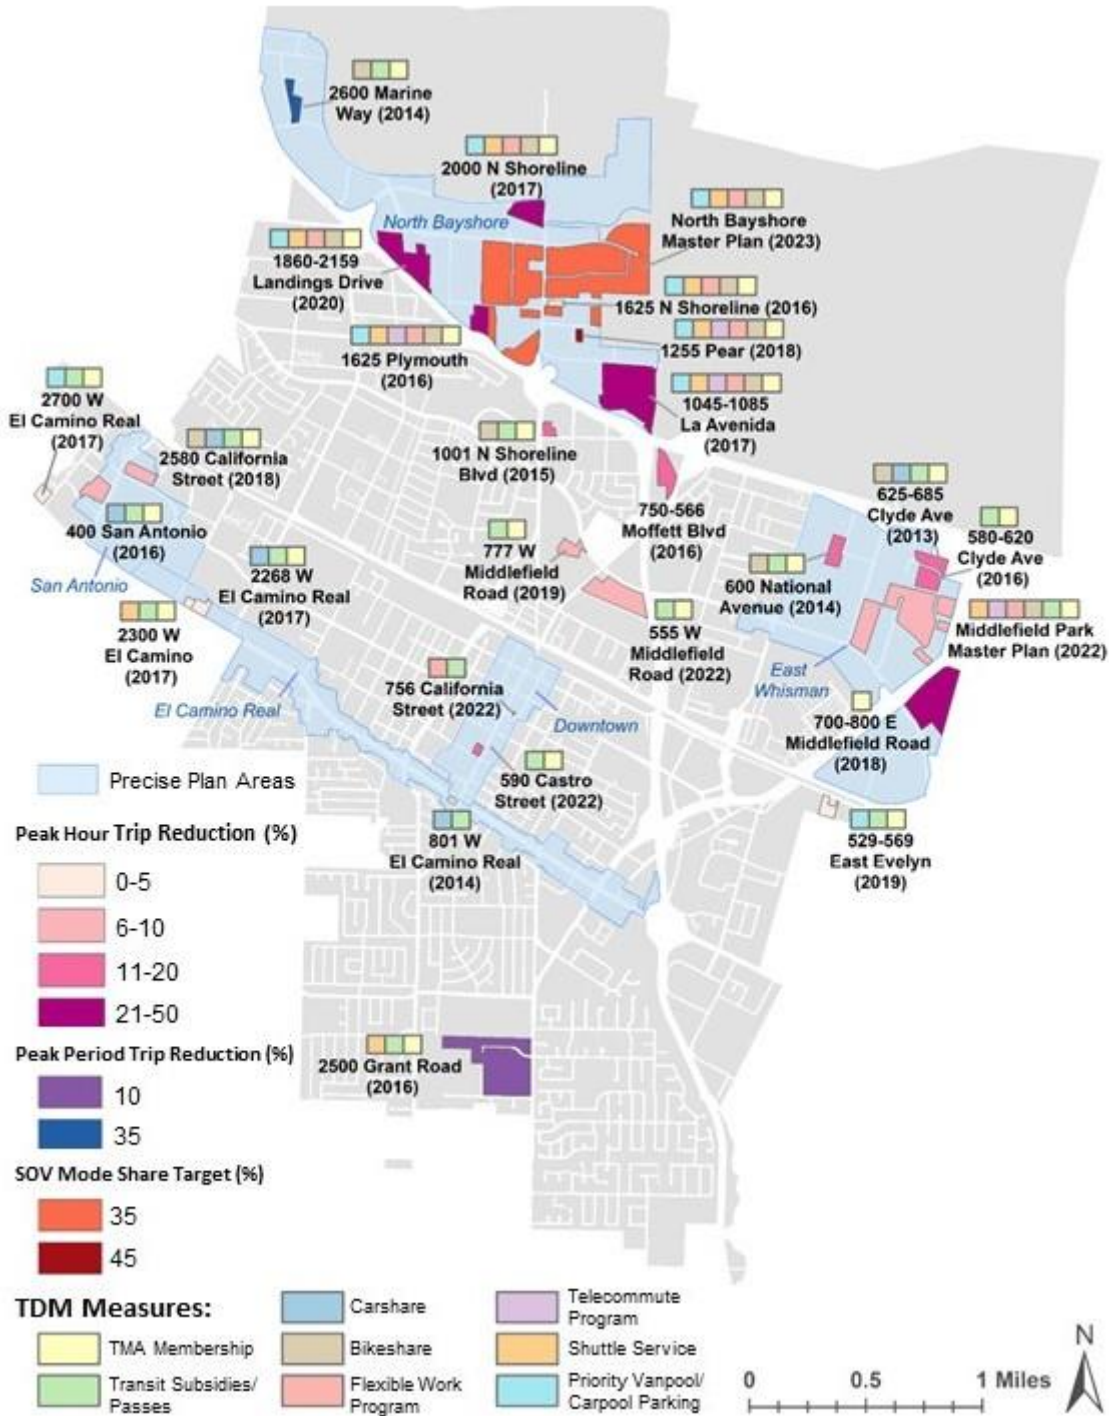 2600 Marine
Way (2014)
2000 N Shoreline
(2017)
North Bayshore
North Bayshore
Master Plan (2023)
1860-2159
Landings Drive
(2020)
1625 N Shoreline (2016)
1625 Plymouth
(2016)
1255 Pear (2018)
1045-1085
La Avenida
(2017)
2700 W
El Camino Real
(2017)
2580 California
Street (2018)
1001 N Shoreline
Blvd (2015)
750-566
Moffett Blvd
(2016)
625-685
Clyde Ave
(2013)
580-620
Clyde Ave
(2016)
400 San Antonio
(2016)
San Antonio
777 W
Middlefield
Road (2019)
2268 W
El Camino Real
(2017)
600 National
Avenue (2014)
2300 W
El Camino
(2017)
555 W
Middlefield
Road (2022)
Middlefield Park
Master Plan (2022)
East
Whisman
756 California
Street (2022)
El Camino Real
Downtown
700-800 E
Middlefield Road
(2018)
590 Castro
Street (2022)
801 W
El Camino Real
(2014)
529-569
East Evelyn
(2019)
2500 Grant Road
(2016)
Precise Plan Areas
Peak Hour Trip Reduction (%)
0-5
6-10
11-20
21-50
Peak Period Trip Reduction (%)
10
35
SOV Mode Share Target (%)
35
45
TDM Measures:
TMA Membership
Transit Subsidies/
Passes
Carshare
Bikeshare
Flexible Work
Program
Telecommute
Program
Shuttle Service
Priority Vanpool/
Carpool Parking
N
0 0.5 1 Miles